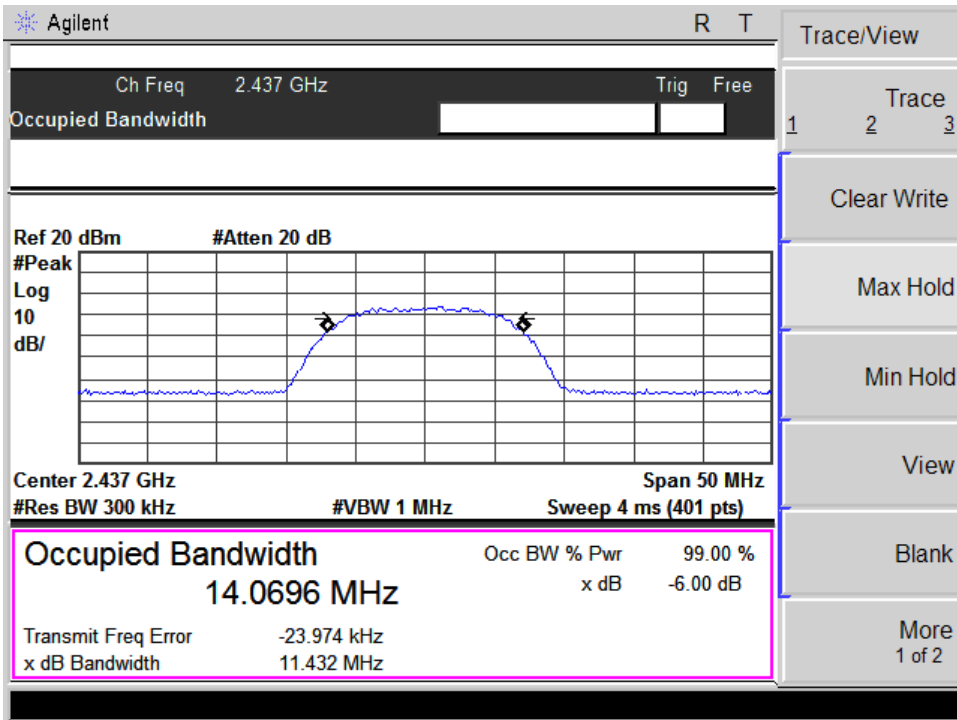 Agilent R T
Ch Freq 2.437 GHz Trig Free
Occupied Bandwidth
Ref 20 dBm #Atten 20 dB
#Peak
Log
10
dB/
Center 2.437 GHz Span 50 MHz
#Res BW 300 kHz #VBW 1 MHz Sweep 4 ms (401 pts)
Occupied Bandwidth
14.0696 MHz
Occ BW % Pwr 99.00 %
x dB -6.00 dB
Transmit Freq Error -23.974 kHz
x dB Bandwidth 11.432 MHz
Trace/View
Trace
1 2 3
Clear Write
Max Hold
Min Hold
View
Blank
More
1 of 2